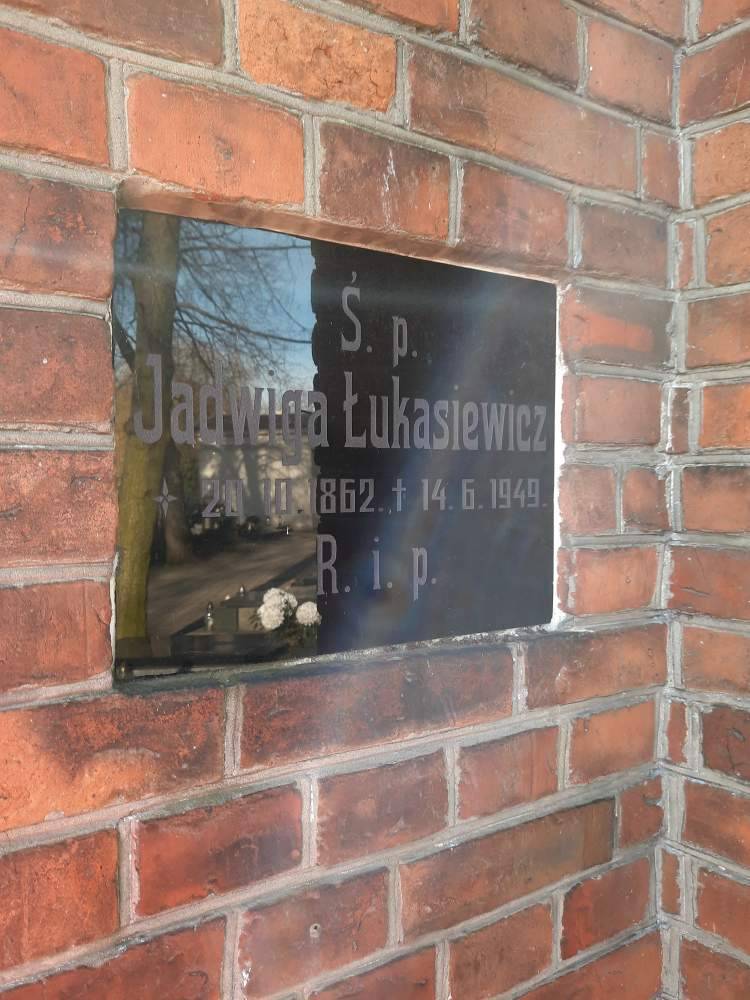 Ś. p.
Jadwiga Łukasiewicz
✧ 20.10.1862. † 14.6.1949.
R. i. p.